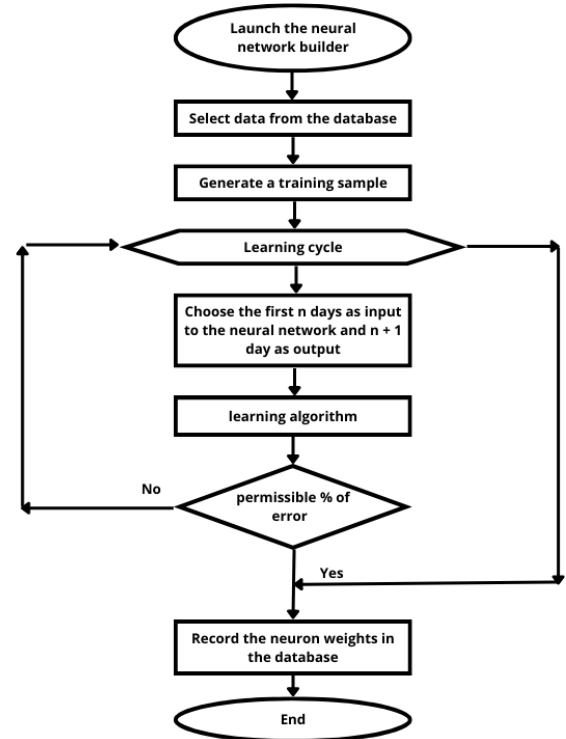 Launch the neural
network builder
Select data from the database
Generate a training sample
Learning cycle
Choose the first n days as input
to the neural network and n + 1
day as output
learning algorithm
No
permissible % of
error
Yes
Record the neuron weights in
the database
End